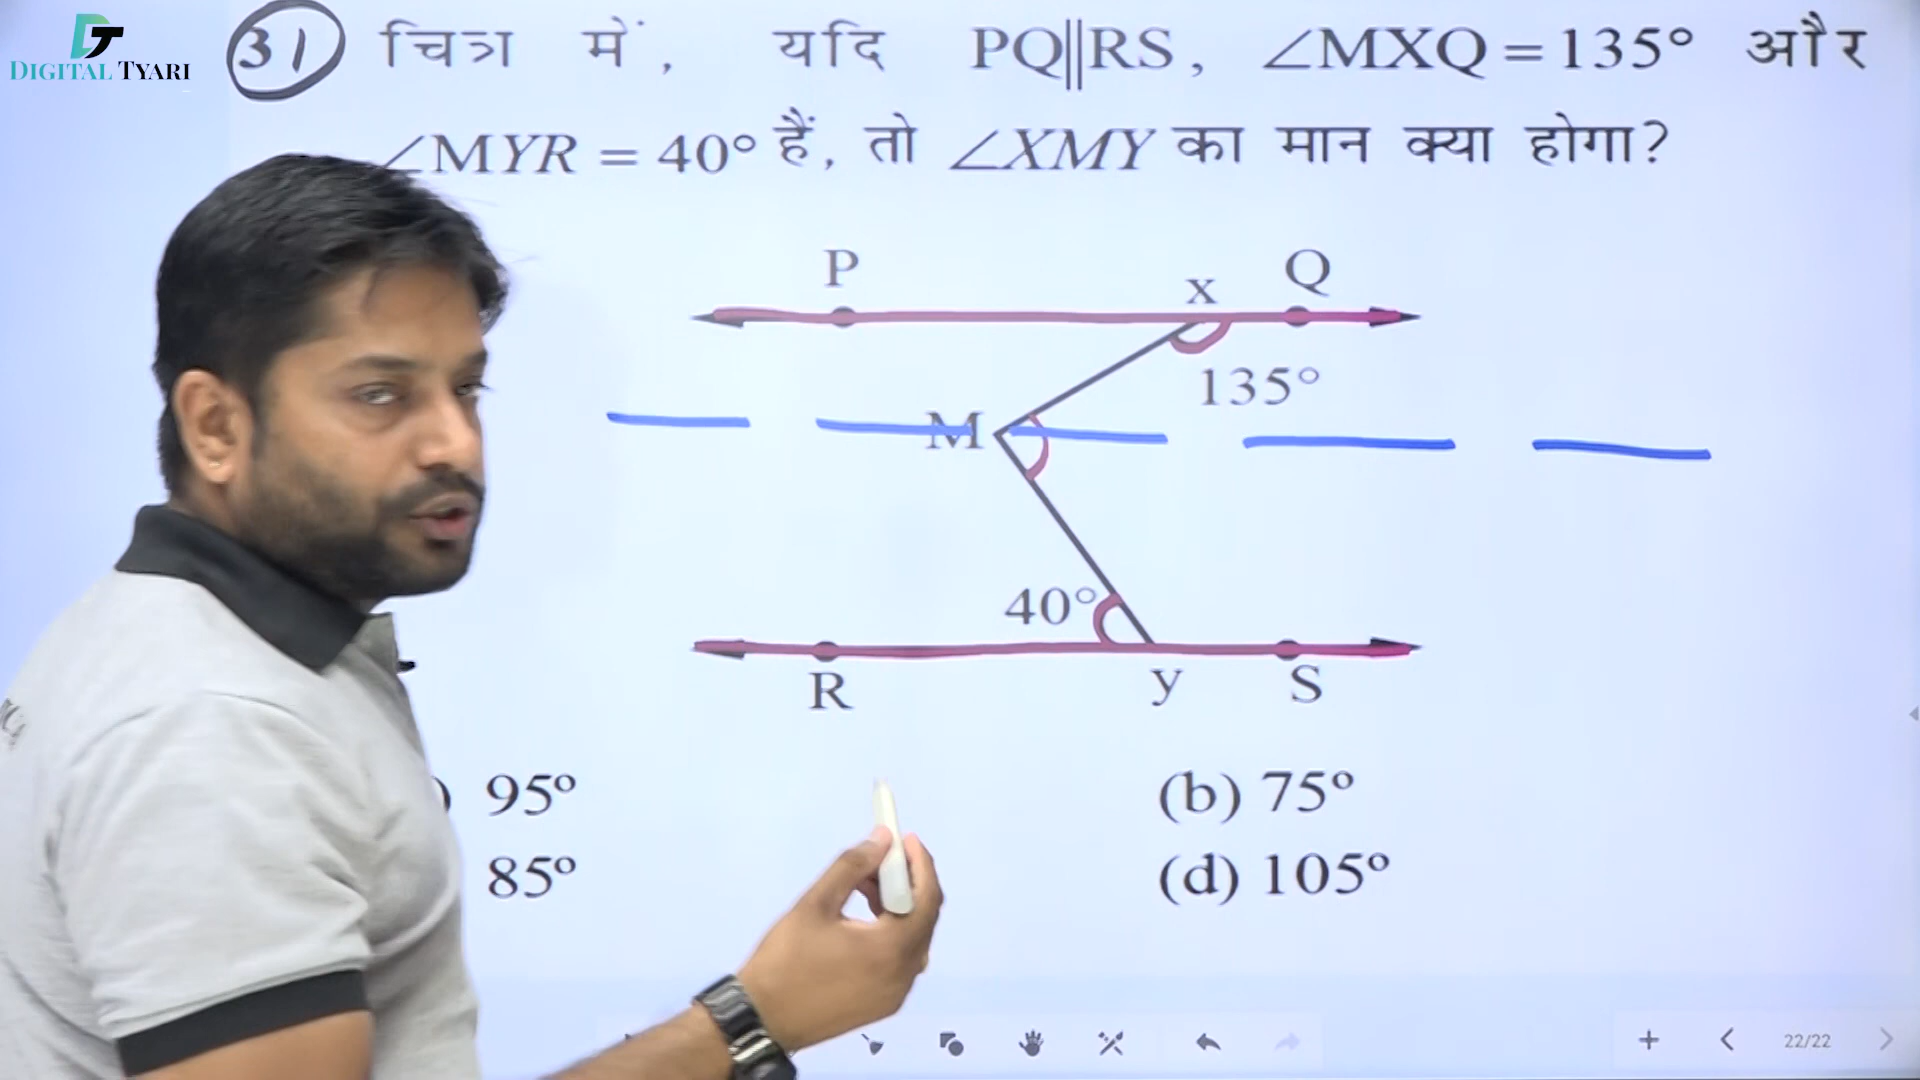 DT
DIGITAL TYARI
31 चित्र में, यदि PQ||RS, ∠MXQ = 135° और
∠MYR = 40° हैं, तो ∠XMY का मान क्या होगा?
P
x
Q
135°
M
40°
R
y
S
) 95°
(b) 75°
85°
(d) 105°
22/22